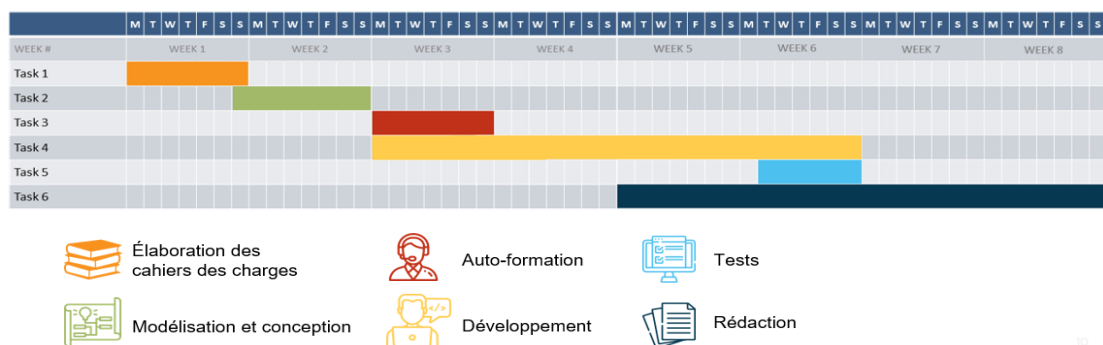 M T W T F S S M T W T F S S M T W T F S S M T W T F S S M T W T F S S M T W T F S S M T W T F S S M T W T F S S
WEEK # WEEK 1 WEEK 2 WEEK 3 WEEK 4 WEEK 5 WEEK 6 WEEK 7 WEEK 8
Task 1
Task 2
Task 3
Task 4
Task 5
Task 6
Élaboration des
cahiers des charges
Auto-formation
Tests
Modélisation et conception
</>
Développement
Rédaction
10